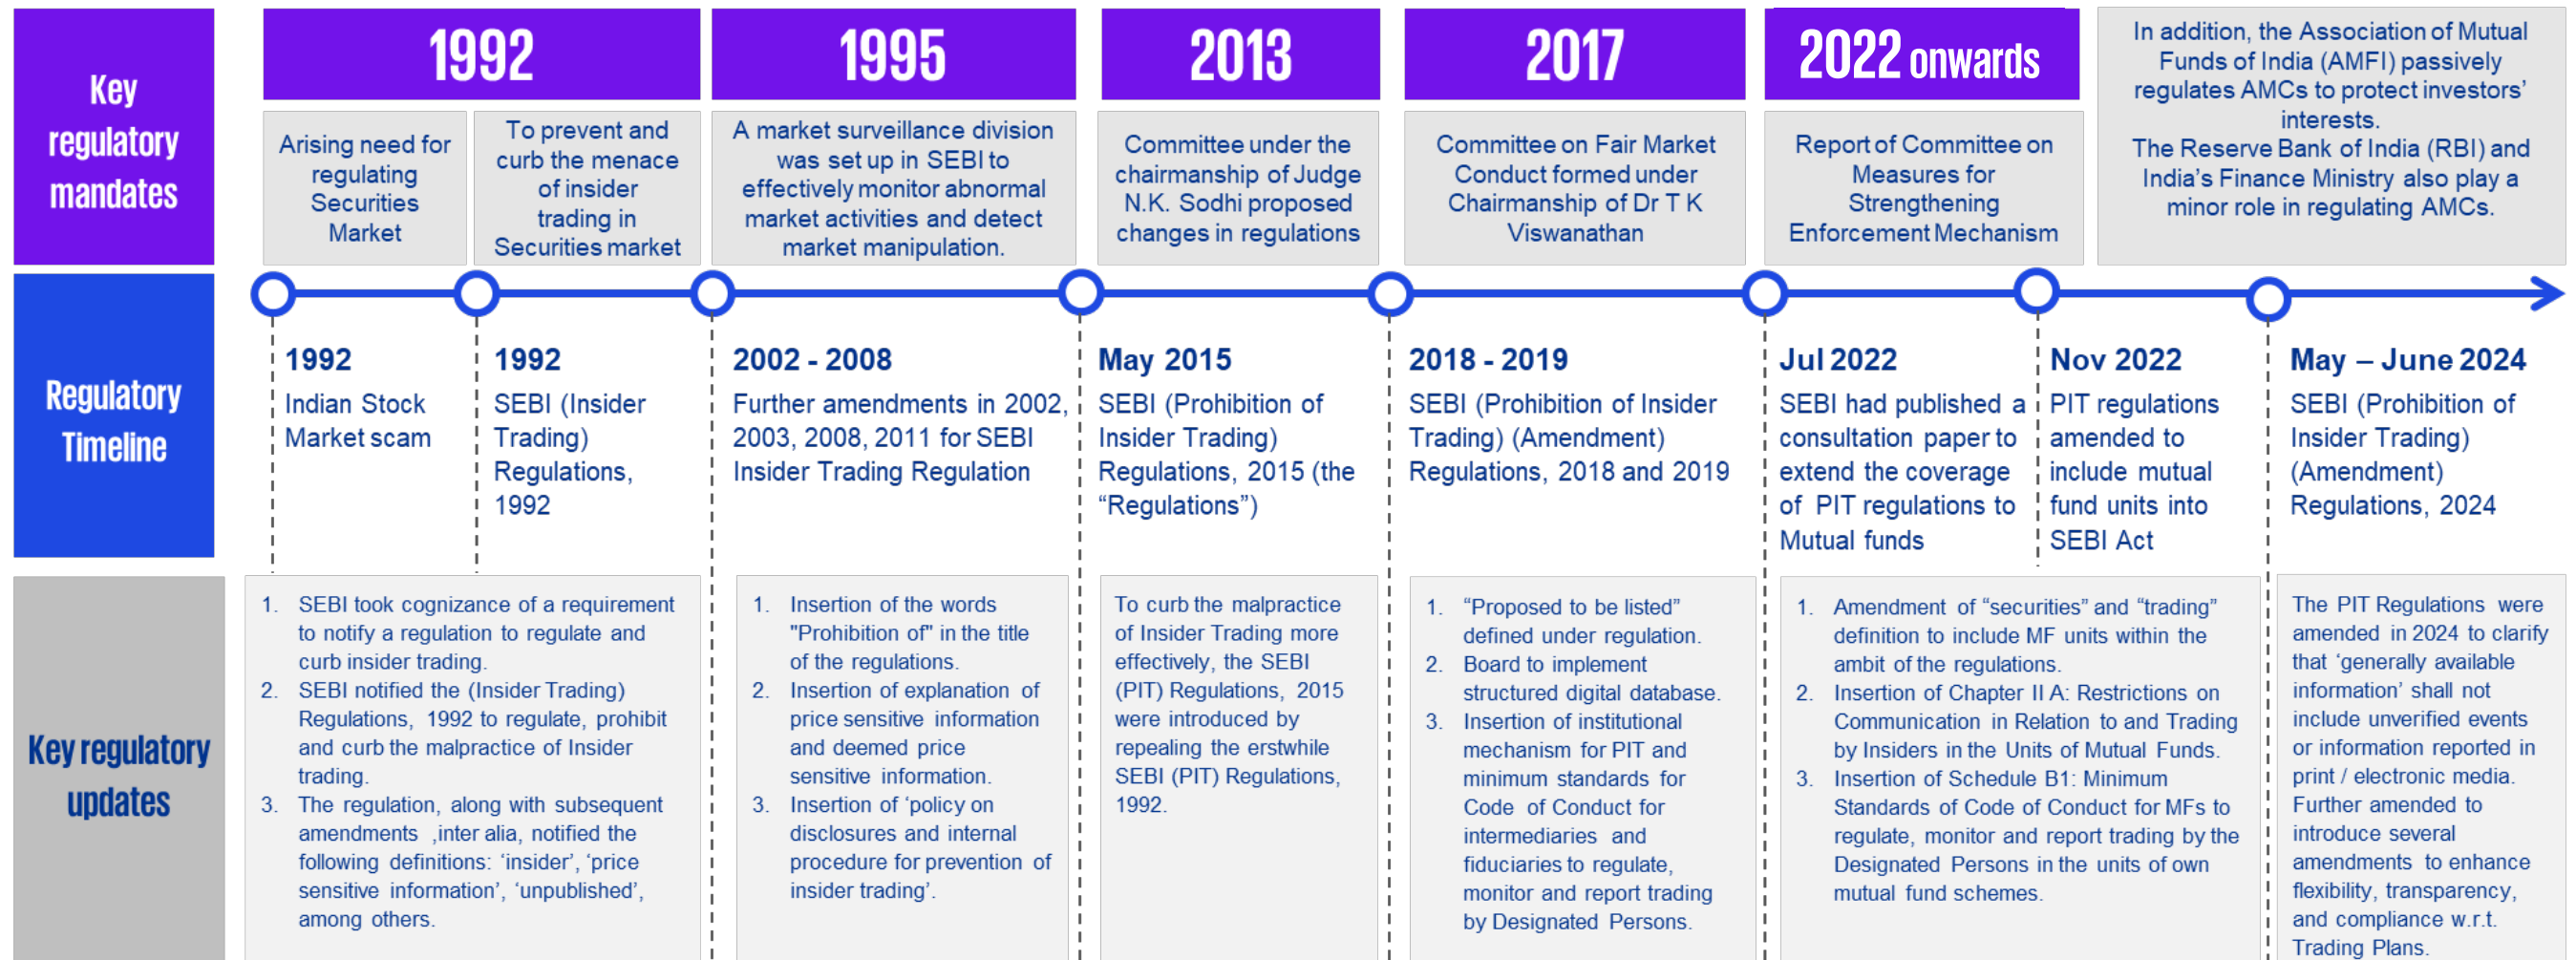 Key
regulatory
mandates
1992
1995
2013
2017
2022 onwards
Arising need for
regulating
Securities
Market
To prevent and
curb the menace
of insider
trading in
Securities market
A market surveillance division
was set up in SEBI to
effectively monitor abnormal
market activities and detect
market manipulation.
Committee under the
chairmanship of Judge
N.K. Sodhi proposed
changes in regulations
Committee on Fair Market
Conduct formed under
Chairmanship of Dr T K
Viswanathan
Report of Committee on
Measures for
Strengthening
Enforcement Mechanism
In addition, the Association of Mutual
Funds of India (AMFI) passively
regulates AMCs to protect investors’
interests.
The Reserve Bank of India (RBI) and
India’s Finance Ministry also play a
minor role in regulating AMCs.
Regulatory
Timeline
1992
Indian Stock
Market scam
1992
SEBI (Insider
Trading)
Regulations,
1992
2002 - 2008
Further amendments in 2002,
2003, 2008, 2011 for SEBI
Insider Trading Regulation
May 2015
SEBI (Prohibition of
Insider Trading)
Regulations, 2015 (the
“Regulations”)
2018 - 2019
SEBI (Prohibition of Insider
Trading) (Amendment)
Regulations, 2018 and 2019
Jul 2022
SEBI had published a
consultation paper to
extend the coverage
of PIT regulations to
Mutual funds
Nov 2022
PIT regulations
amended to
include mutual
fund units into
SEBI Act
May – June 2024
SEBI (Prohibition of
Insider Trading)
(Amendment)
Regulations, 2024
Key regulatory
updates
1. SEBI took cognizance of a requirement
to notify a regulation to regulate and
curb insider trading.
2. SEBI notified the (Insider Trading)
Regulations, 1992 to regulate, prohibit
and curb the malpractice of Insider
trading.
3. The regulation, along with subsequent
amendments ,inter alia, notified the
following definitions: ‘insider’, ‘price
sensitive information’, ‘unpublished’,
among others.
1. Insertion of the words
"Prohibition of" in the title
of the regulations.
2. Insertion of explanation of
price sensitive information
and deemed price
sensitive information.
3. Insertion of ‘policy on
disclosures and internal
procedure for prevention of
insider trading’.
To curb the malpractice
of Insider Trading more
effectively, the SEBI
(PIT) Regulations, 2015
were introduced by
repealing the erstwhile
SEBI (PIT) Regulations,
1992.
1. “Proposed to be listed”
defined under regulation.
2. Board to implement
structured digital database.
3. Insertion of institutional
mechanism for PIT and
minimum standards for
Code of Conduct for
intermediaries and
fiduciaries to regulate,
monitor and report trading
by Designated Persons.
1. Amendment of “securities” and “trading”
definition to include MF units within the
ambit of the regulations.
2. Insertion of Chapter II A: Restrictions on
Communication in Relation to and Trading
by Insiders in the Units of Mutual Funds.
3. Insertion of Schedule B1: Minimum
Standards of Code of Conduct for MFs to
regulate, monitor and report trading by the
Designated Persons in the units of own
mutual fund schemes.
The PIT Regulations were
amended in 2024 to clarify
that ‘generally available
information’ shall not
include unverified events
or information reported in
print / electronic media.
Further amended to
introduce several
amendments to enhance
flexibility, transparency,
and compliance w.r.t.
Trading Plans.